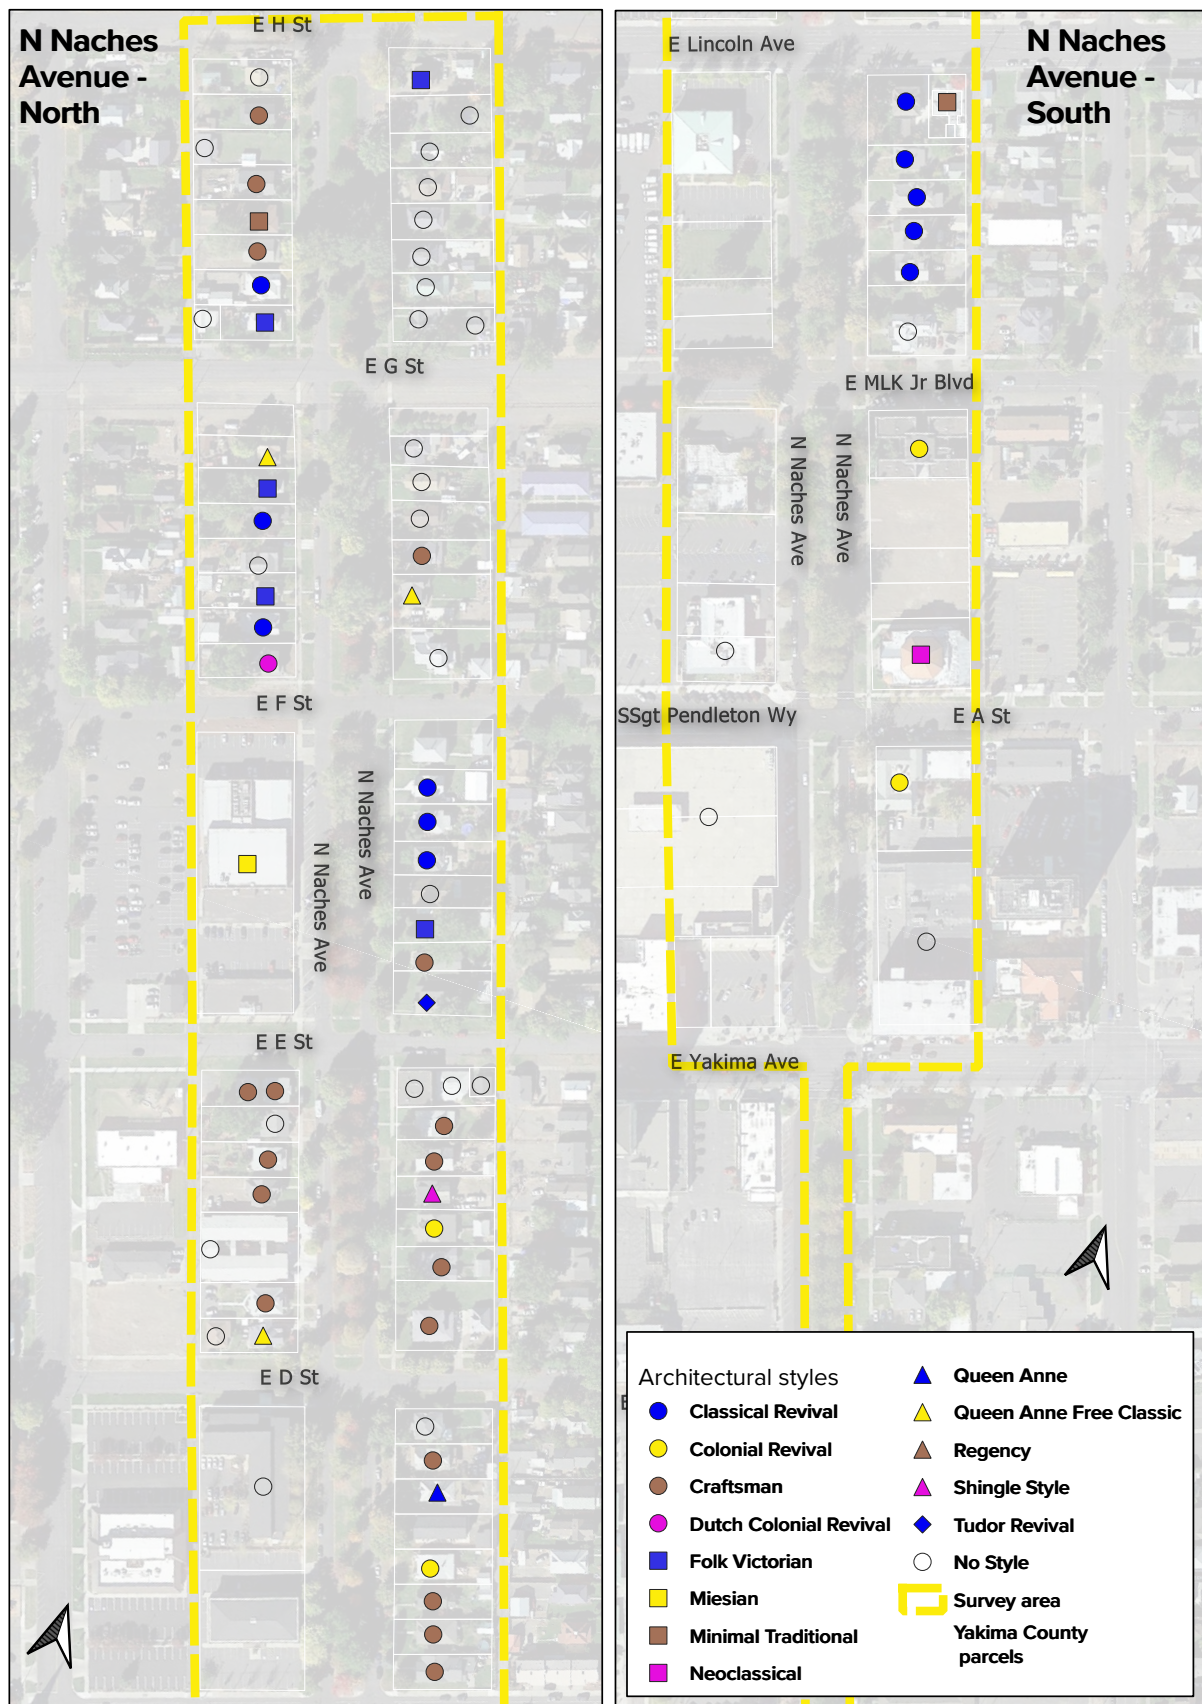 N Naches
Avenue -
North
E H St
E G St
E F St
N Naches Ave
N Naches Ave
E E St
E D St
N Naches
Avenue -
South
E Lincoln Ave
E MLK Jr Blvd
N Naches Ave
N Naches Ave
SSgt Pendleton Wy
E A St
E Yakima Ave
E
Architectural styles
Classical Revival
Colonial Revival
Craftsman
Dutch Colonial Revival
Folk Victorian
Miesian
Minimal Traditional
Neoclassical
Queen Anne
Queen Anne Free Classic
Regency
Shingle Style
Tudor Revival
No Style
Survey area
Yakima County
parcels